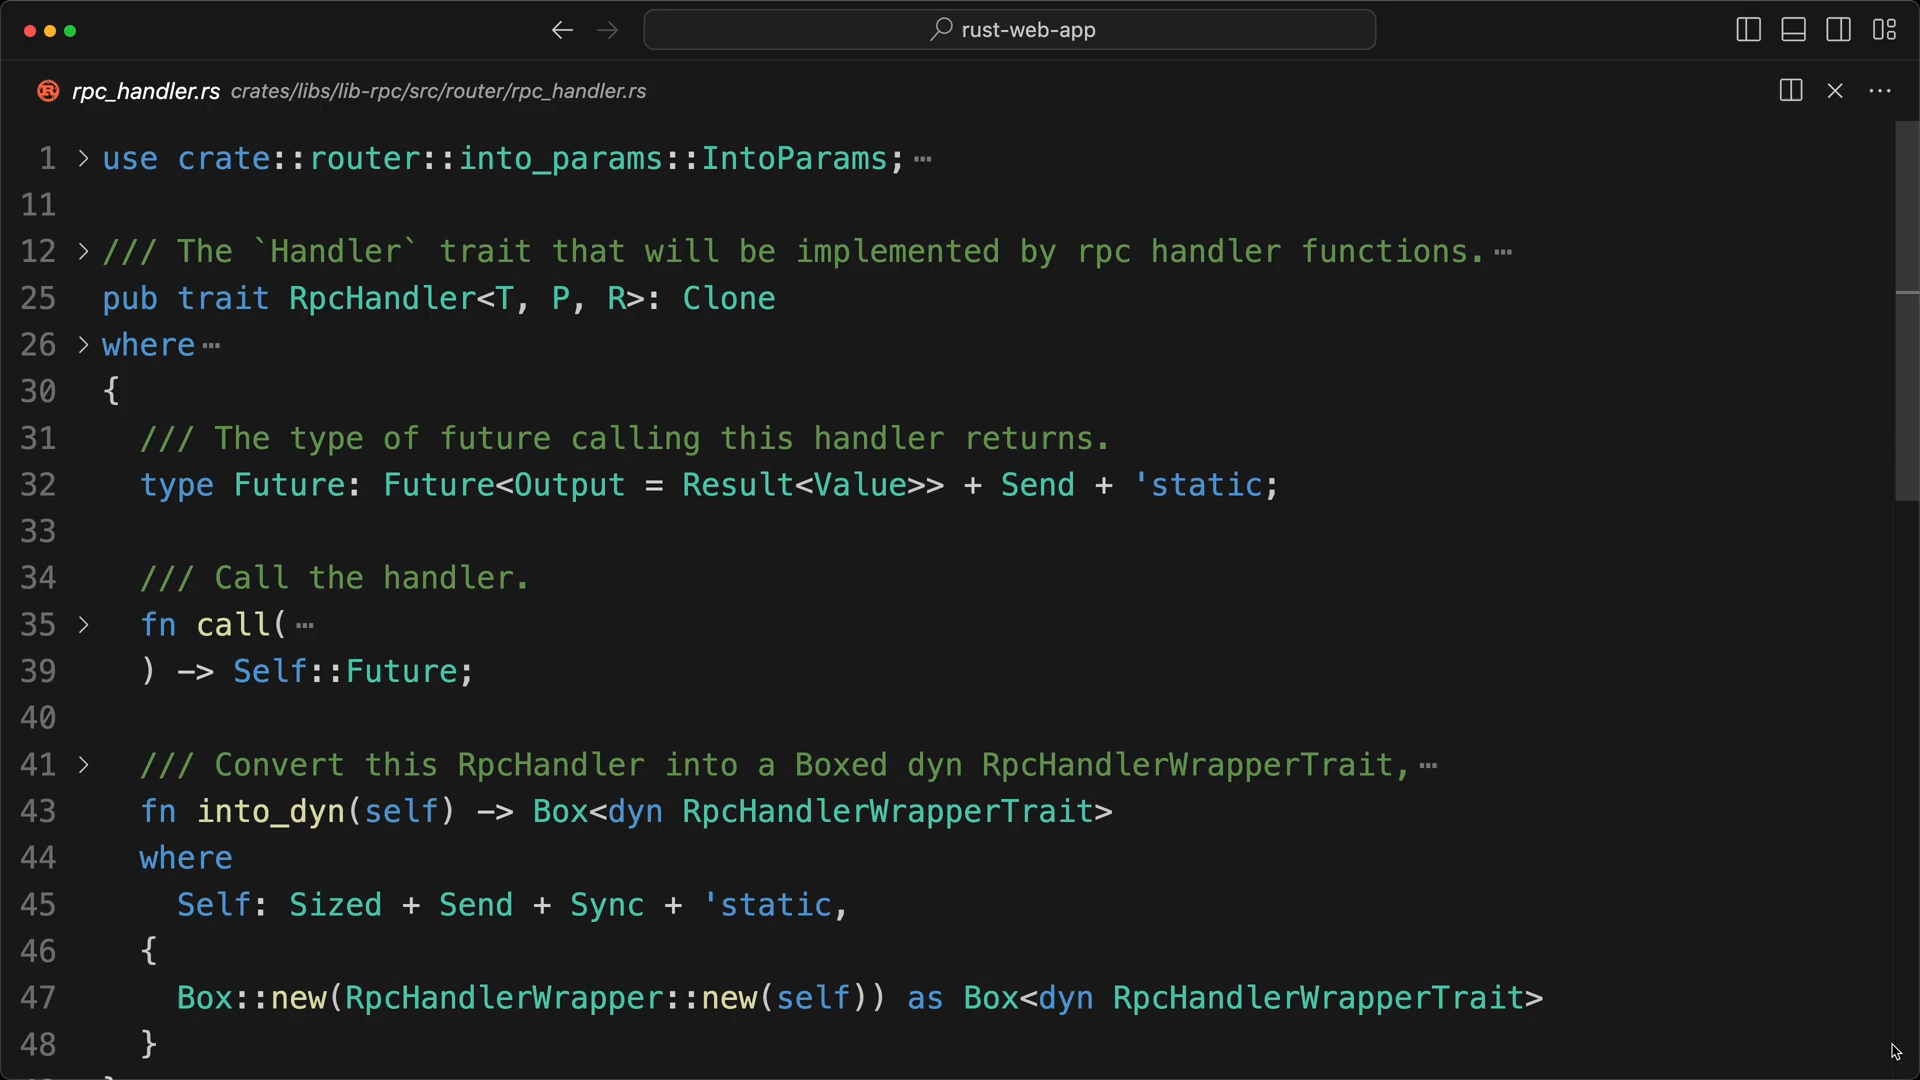 rust-web-app
rpc_handler.rs crates/libs/lib-rpc/src/router/rpc_handler.rs
1 use crate::router::into_params::IntoParams;
11
12 /// The `Handler` trait that will be implemented by rpc handler functions.
25 pub trait RpcHandler<T, P, R>: Clone
26 where
30 {
31 /// The type of future calling this handler returns.
32 type Future: Future<Output = Result<Value>> + Send + 'static;
33
34 /// Call the handler.
35 fn call(
39 ) -> Self::Future;
40
41 /// Convert this RpcHandler into a Boxed dyn RpcHandlerWrapperTrait,
43 fn into_dyn(self) -> Box<dyn RpcHandlerWrapperTrait>
44 where
45 Self: Sized + Send + Sync + 'static,
46 {
47 Box::new(RpcHandlerWrapper::new(self)) as Box<dyn RpcHandlerWrapperTrait>
48 }